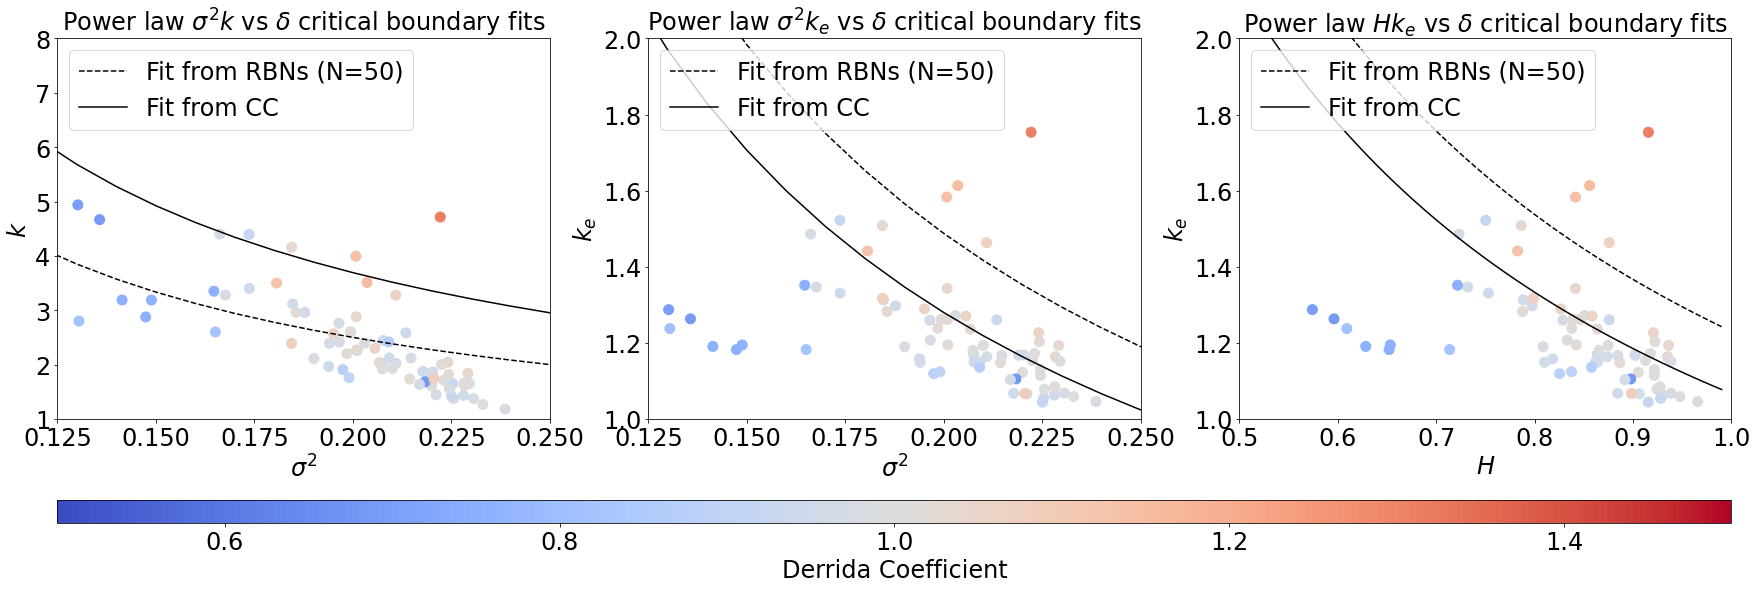 Power law σ²k vs δ critical boundary fits
8
7
6
5
4
3
2
1
k
Fit from RBNs (N=50)
Fit from CC
0.125 0.150 0.175 0.200 0.225 0.250
σ²
Power law σ²kₑ vs δ critical boundary fits
2.0
1.8
1.6
1.4
1.2
1.0
kₑ
Fit from RBNs (N=50)
Fit from CC
0.125 0.150 0.175 0.200 0.225 0.250
σ²
Power law Hkₑ vs δ critical boundary fits
2.0
1.8
1.6
1.4
1.2
1.0
kₑ
Fit from RBNs (N=50)
Fit from CC
0.5 0.6 0.7 0.8 0.9 1.0
H
0.6 0.8 1.0 1.2 1.4
Derrida Coefficient